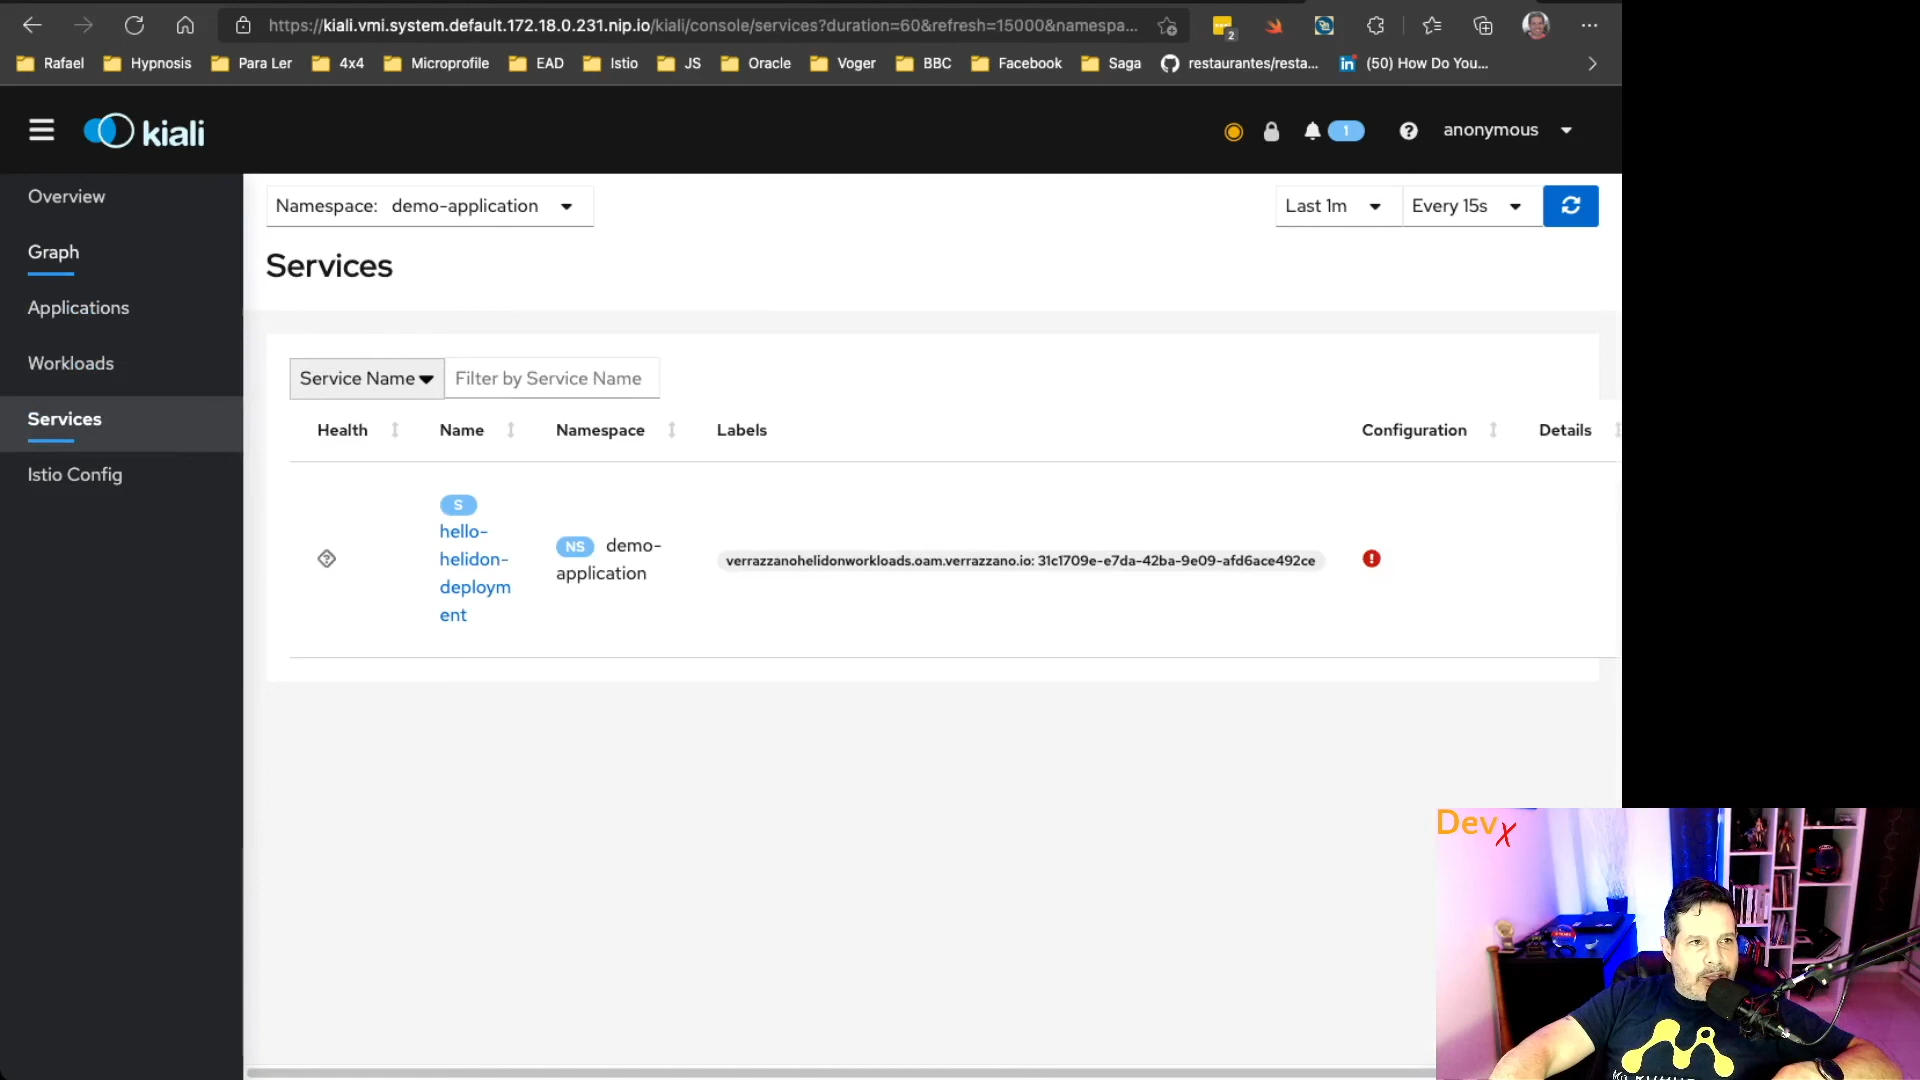 https://kiali.vmi.system.default.172.18.0.231.nip.io/kiali/console/services?duration=60&refresh=15000&namespa...
2
Rafael Hypnosis Para Ler 4x4 Microprofile EAD Istio JS Oracle Voger BBC Facebook Saga restaurantes/resta... (50) How Do You...
kiali
1
anonymous
Overview
Graph
Applications
Workloads
Services
Istio Config
Namespace: demo-application
Last 1m
Every 15s
Services
Service Name
Filter by Service Name
Health Name Namespace Labels Configuration Details
S
hello-
helidon-
deploym
ent
NS demo-
application
verrazzanohelidonworkloads.oam.verrazzano.io: 31c1709e-e7da-42ba-9e09-afd6ace492ce
DevX